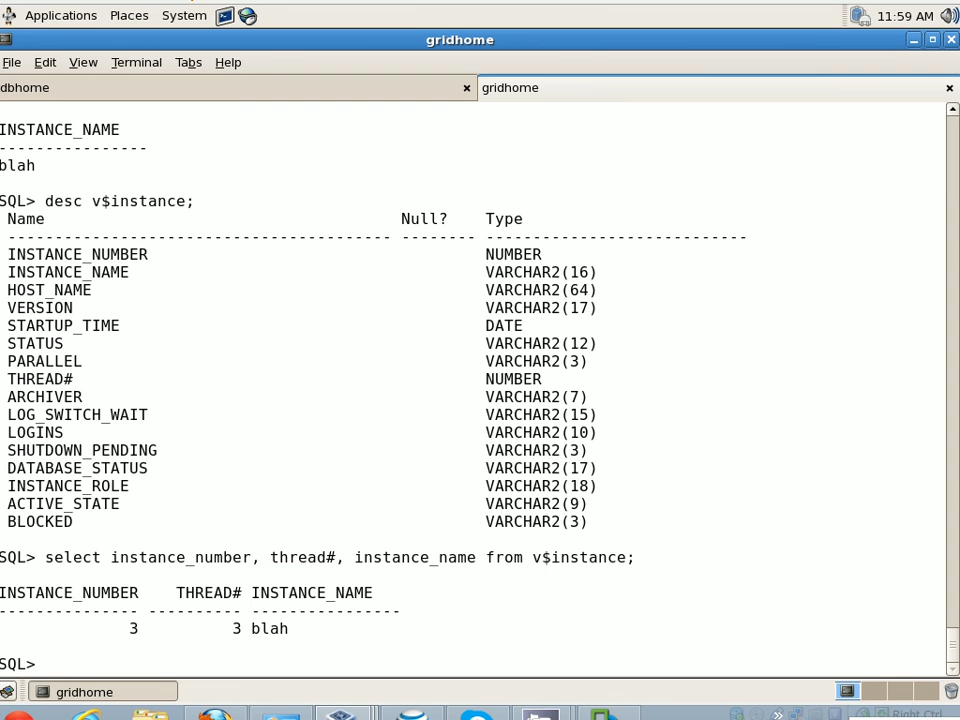 Applications Places System 11:59 AM
gridhome
File Edit View Terminal Tabs Help
dbhome gridhome
INSTANCE_NAME
----------------
blah
SQL> desc v$instance;
Name Null? Type
----------------------------------------- -------- ----------------------------
INSTANCE_NUMBER NUMBER
INSTANCE_NAME VARCHAR2(16)
HOST_NAME VARCHAR2(64)
VERSION VARCHAR2(17)
STARTUP_TIME DATE
STATUS VARCHAR2(12)
PARALLEL VARCHAR2(3)
THREAD# NUMBER
ARCHIVER VARCHAR2(7)
LOG_SWITCH_WAIT VARCHAR2(15)
LOGINS VARCHAR2(10)
SHUTDOWN_PENDING VARCHAR2(3)
DATABASE_STATUS VARCHAR2(17)
INSTANCE_ROLE VARCHAR2(18)
ACTIVE_STATE VARCHAR2(9)
BLOCKED VARCHAR2(3)
SQL> select instance_number, thread#, instance_name from v$instance;
INSTANCE_NUMBER THREAD# INSTANCE_NAME
--------------- ---------- ----------------
3 3 blah
SQL>
gridhome
Right Ctrl